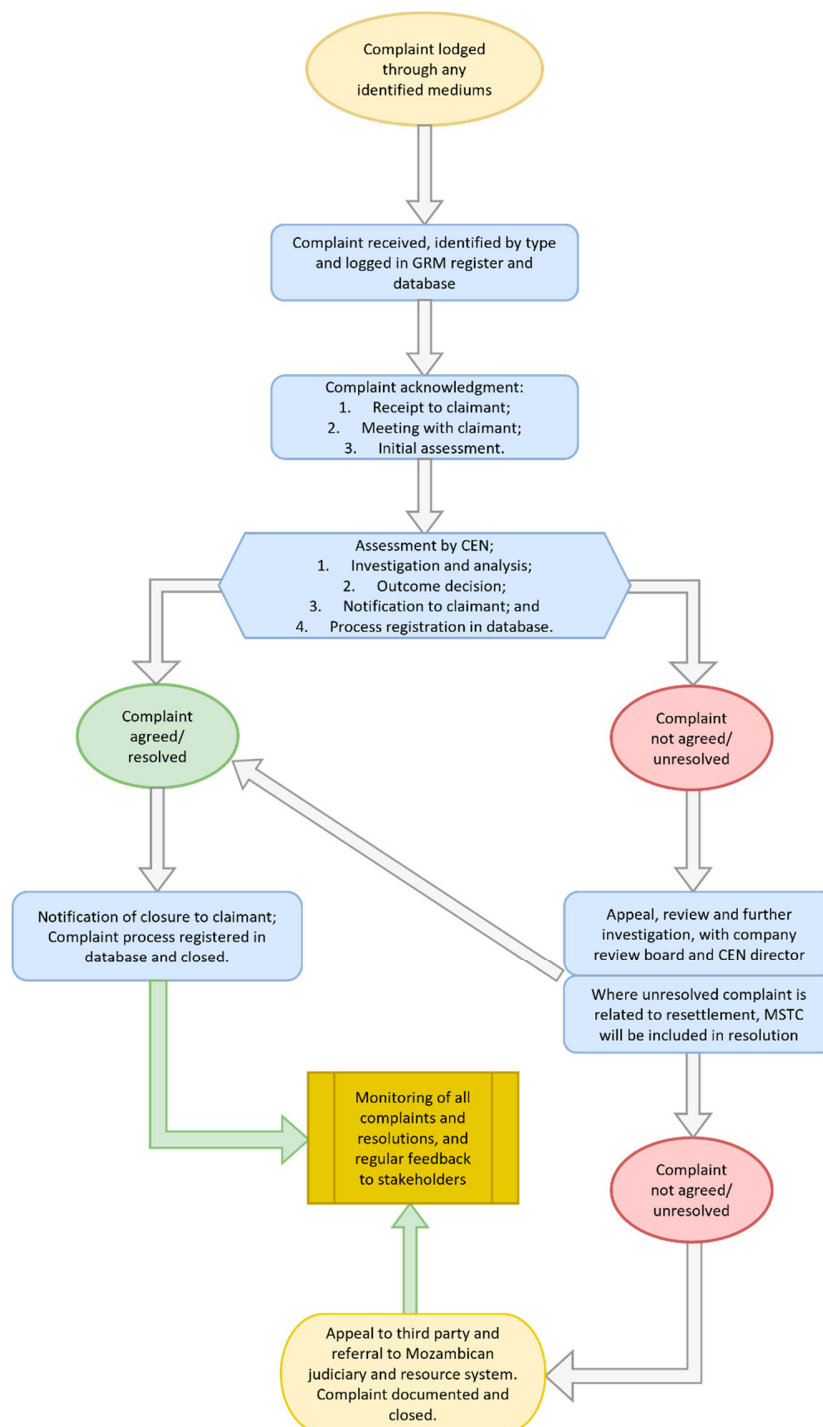 Complaint lodged
through any
identified mediums
Complaint received, identified by type
and logged in GRM register and
database
Complaint acknowledgment:
1. Receipt to claimant;
2. Meeting with claimant;
3. Initial assessment.
Assessment by CEN;
1. Investigation and analysis;
2. Outcome decision;
3. Notification to claimant; and
4. Process registration in database.
Complaint
agreed/
resolved
Complaint
not agreed/
unresolved
Notification of closure to claimant;
Complaint process registered in
database and closed.
Appeal, review and further
investigation, with company
review board and CEN director
Where unresolved complaint is
related to resettlement, MSTC
will be included in resolution
Monitoring of all
complaints and
resolutions, and
regular feedback
to stakeholders
Complaint
not agreed/
unresolved
Appeal to third party and
referral to Mozambican
judiciary and resource system.
Complaint documented and
closed.